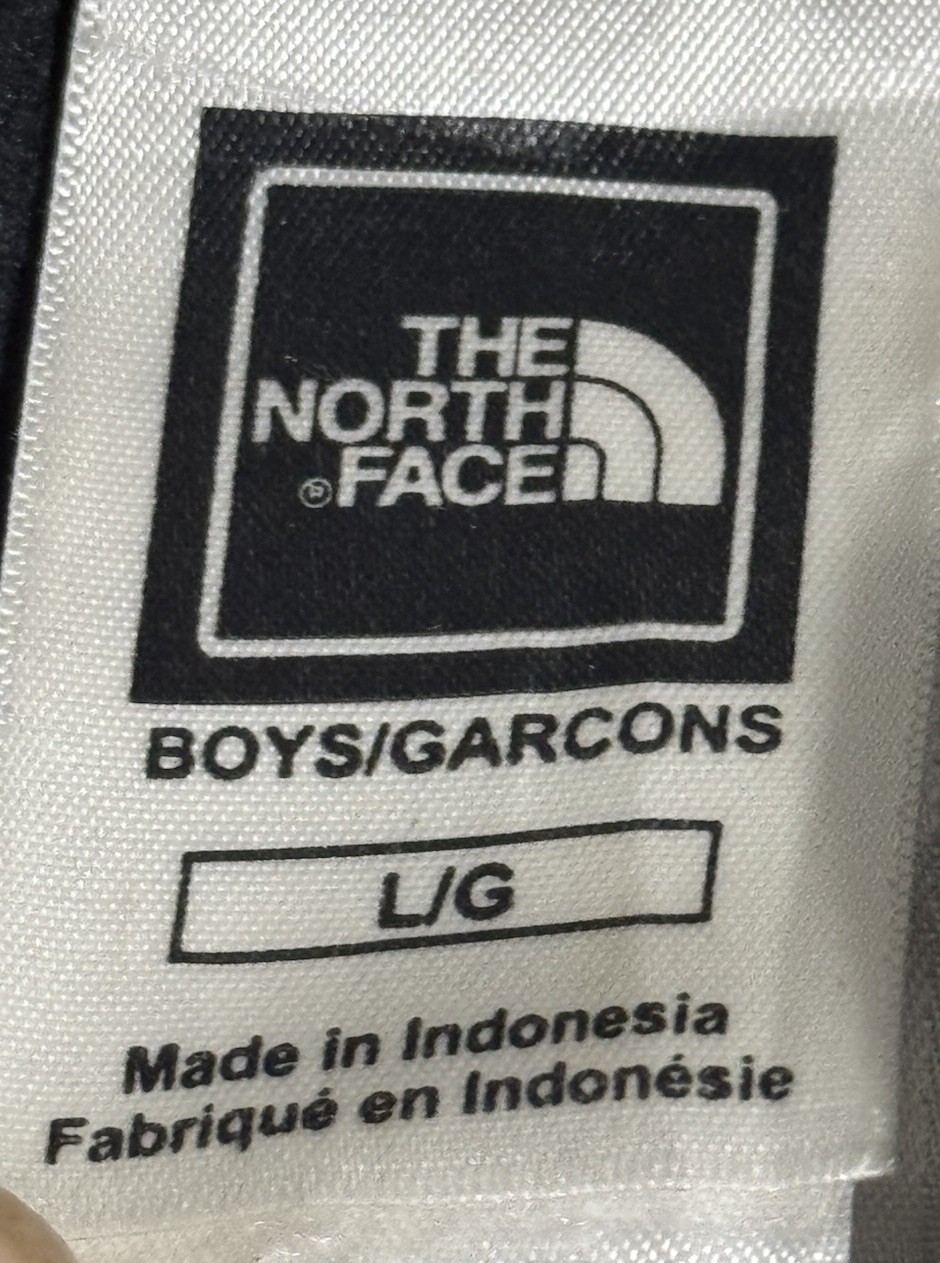 THE
NORTH
®FACE
BOYS/GARCONS
L/G
Made in Indonesia
Fabriqué en Indonésie